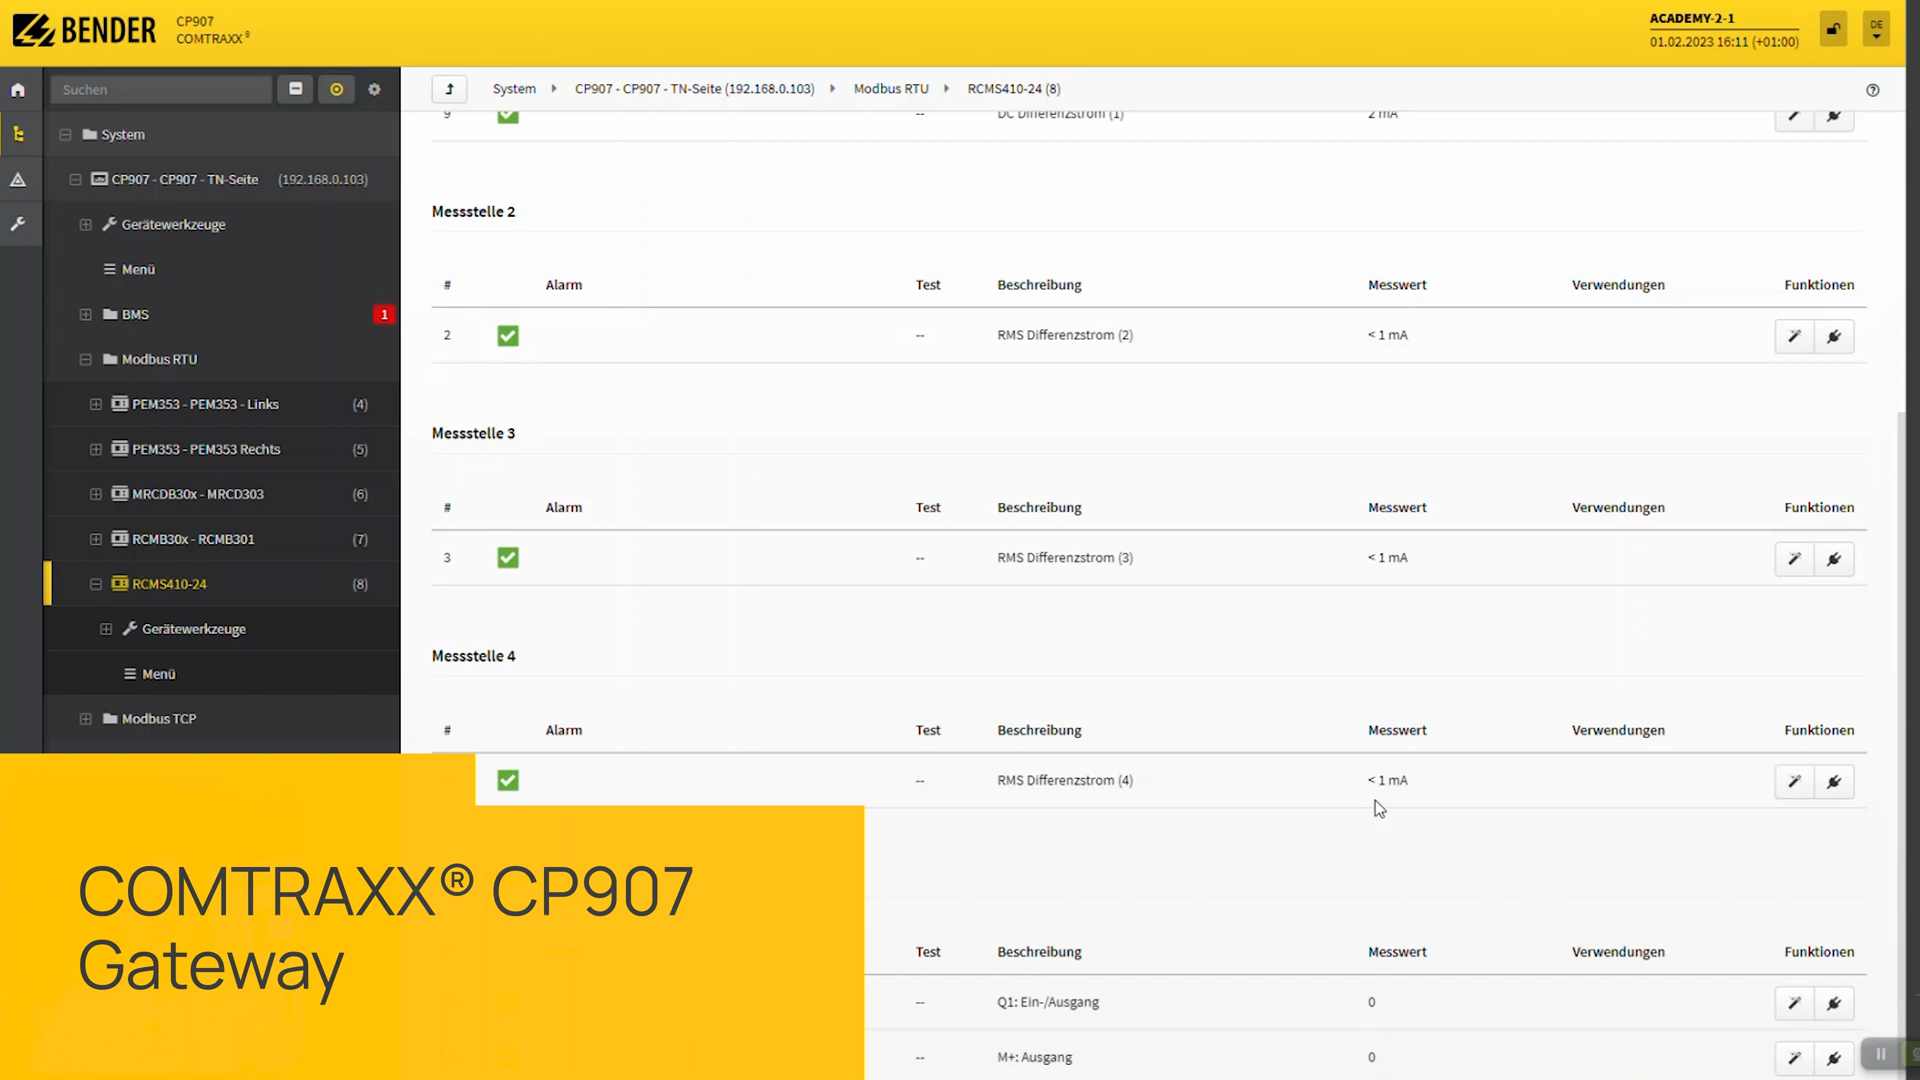 BENDER
CP907
COMTRAXX®
ACADEMY-2-1
01.02.2023 16:11 (+01:00)
DE
Suchen
System
CP907 - CP907 - TN-Seite (192.168.0.103)
Gerätewerkzeuge
Menü
BMS 1
Modbus RTU
PEM353 - PEM353 - Links (4)
PEM353 - PEM353 Rechts (5)
MRCDB30x - MRCD303 (6)
RCMB30x - RCMB301 (7)
RCMS410-24 (8)
Gerätewerkzeuge
Menü
Modbus TCP
System CP907 - CP907 - TN-Seite (192.168.0.103) Modbus RTU RCMS410-24 (8)
9 -- DC Differenzstrom (1) 2 mA
Messstelle 2
# Alarm Test Beschreibung Messwert Verwendungen Funktionen
2 -- RMS Differenzstrom (2) < 1 mA
Messstelle 3
# Alarm Test Beschreibung Messwert Verwendungen Funktionen
3 -- RMS Differenzstrom (3) < 1 mA
Messstelle 4
# Alarm Test Beschreibung Messwert Verwendungen Funktionen
-- RMS Differenzstrom (4) < 1 mA
Test Beschreibung Messwert Verwendungen Funktionen
-- Q1: Ein-/Ausgang 0
-- M+: Ausgang 0
COMTRAXX® CP907
Gateway